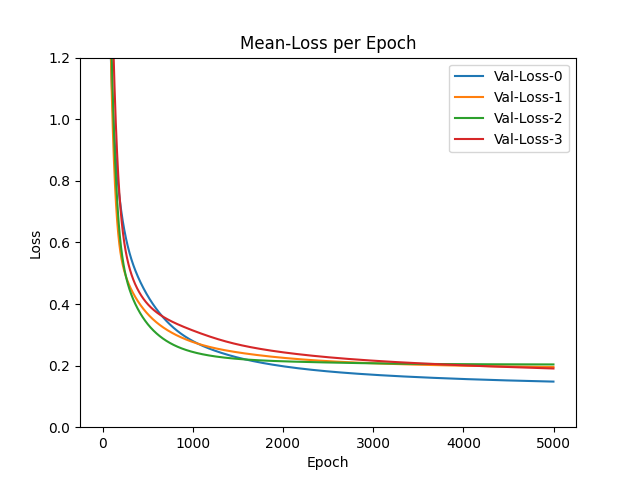 Mean-Loss per Epoch
1.2
1.0
0.8
0.6
0.4
0.2
0.0
Loss
Val-Loss-0
Val-Loss-1
Val-Loss-2
Val-Loss-3
0 1000 2000 3000 4000 5000
Epoch